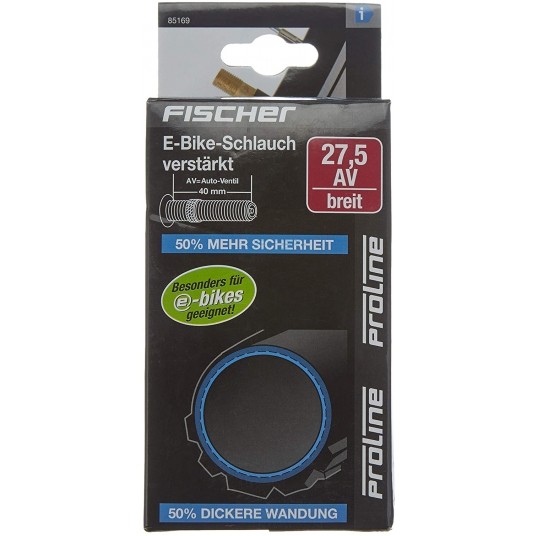 85169
i
FISCHER
E-Bike-Schlauch
verstärkt
AV=Auto-Ventil
40 mm
27,5
AV
breit
50% MEHR SICHERHEIT
Besonders für
e-bikes
geeignet!
PROLINE
PROLINE
50% DICKERE WANDUNG